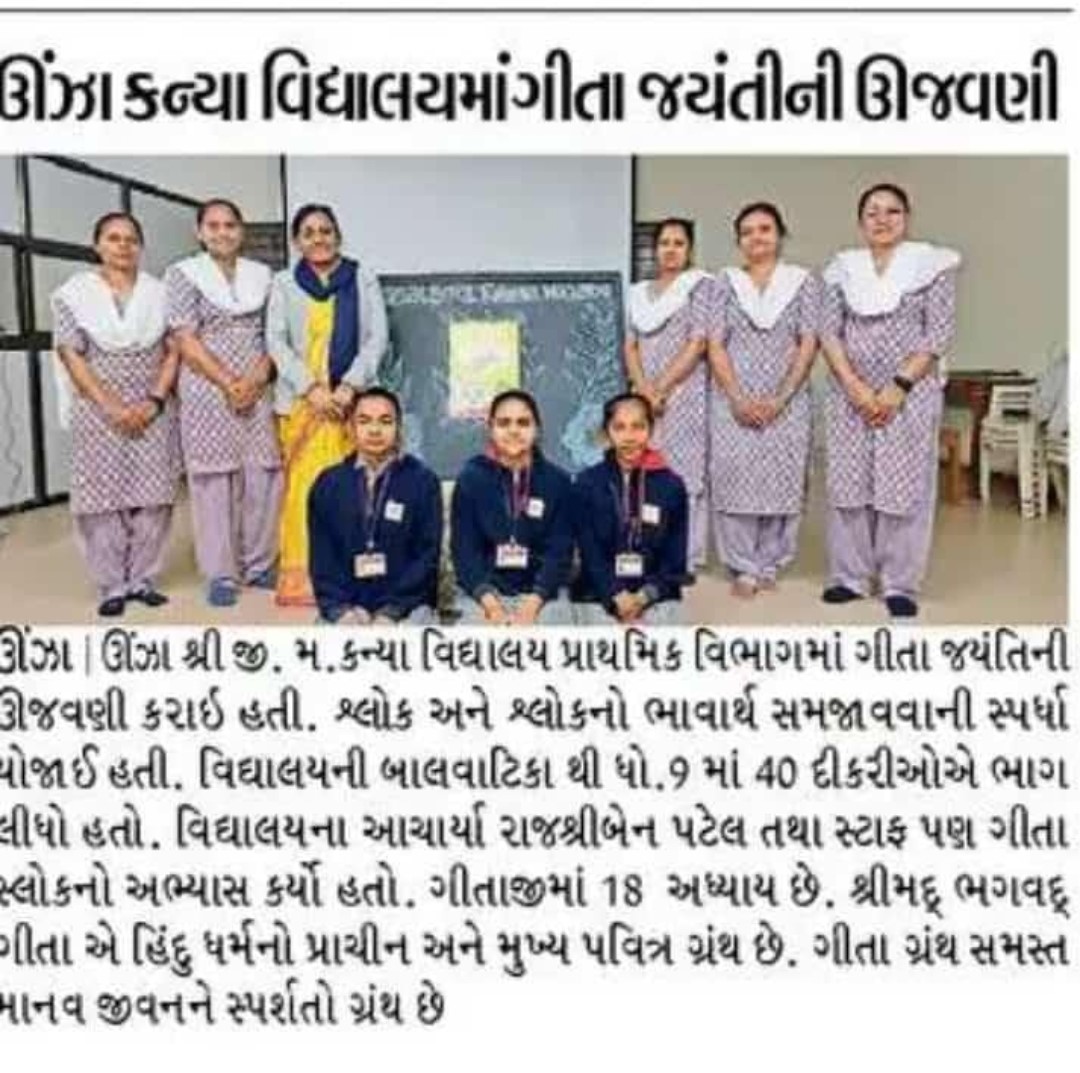 ઊંઝા કન્યા વિદ્યાલયમાંગીતા જયંતીની ઊજવણી
ઊંઝા | ઊંઝા શ્રી જી. મ.કન્યા વિદ્યાલય પ્રાથમિક વિભાગમાં ગીતા જયંતિની
ઊજવણી કરાઇ હતી. શ્લોક અને શ્લોકનો ભાવાર્થ સમજાવવાની સ્પર્ધા
યોજાઈ હતી. વિદ્યાલયની બાલવાટિકા થી ધો.9 માં 40 દીકરીઓએ ભાગ
લીધો હતો. વિદ્યાલયના આચાર્યા રાજશ્રીબેન પટેલ તથા સ્ટાફ પણ ગીતા
સ્લોકનો અભ્યાસ કર્યો હતો. ગીતાજીમાં 18 અધ્યાય છે. શ્રીમદ્ ભગવદ્
ગીતા એ હિંદુ ધર્મનો પ્રાચીન અને મુખ્ય પવિત્ર ગ્રંથ છે. ગીતા ગ્રંથ સમસ્ત
માનવ જીવનને સ્પર્શતો ગ્રંથ છે